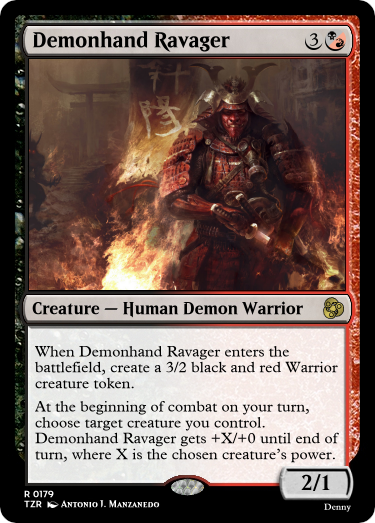 Demonhand Ravager 3
Creature — Human Demon Warrior
When Demonhand Ravager enters the
battlefield, create a 3/2 black and red Warrior
creature token.
At the beginning of combat on your turn,
choose target creature you control.
Demonhand Ravager gets +X/+0 until end of
turn, where X is the chosen creature's power.
2/1
R 0179
TZR Antonio J. Manzanedo
Denny